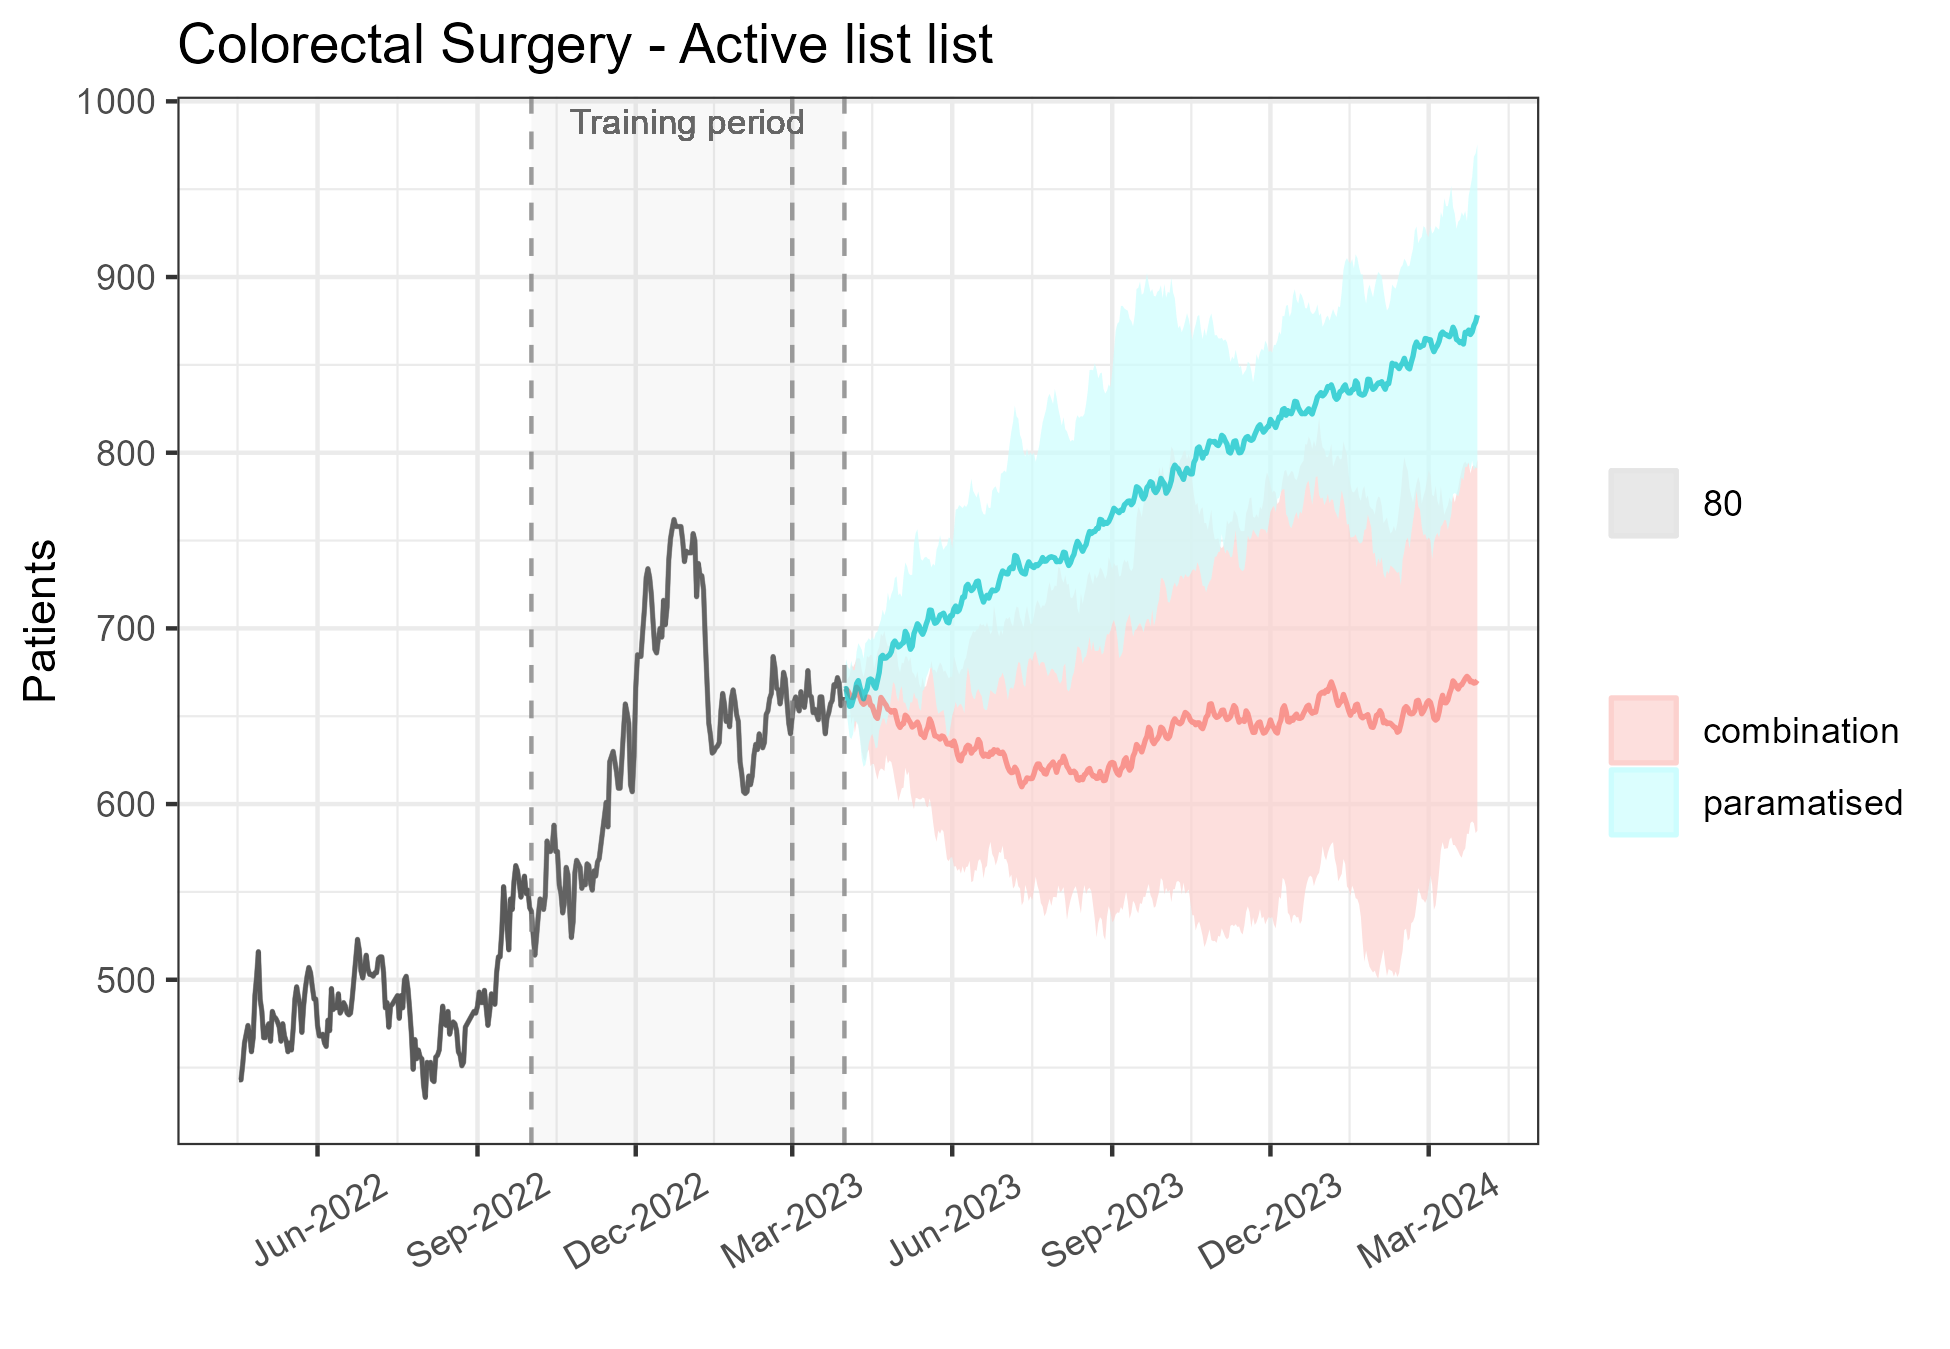 Colorectal Surgery - Active list list
Training period
1000
900
800
700
600
500
Patients
Jun-2022
Sep-2022
Dec-2022
Mar-2023
Jun-2023
Sep-2023
Dec-2023
Mar-2024
80
combination
paramatised